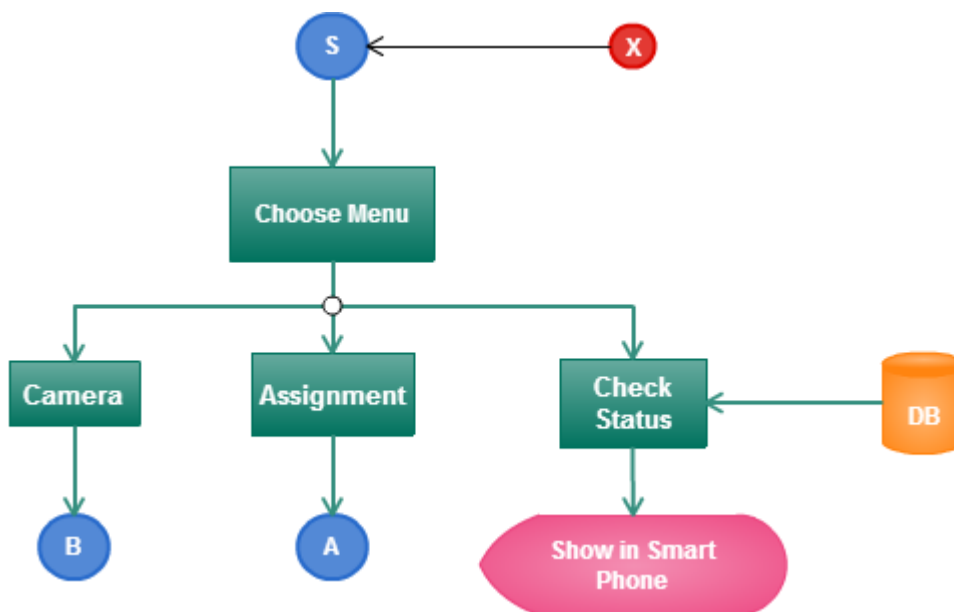 S
X
Choose Menu
Camera
Assignment
Check
Status
DB
B
A
Show in Smart
Phone